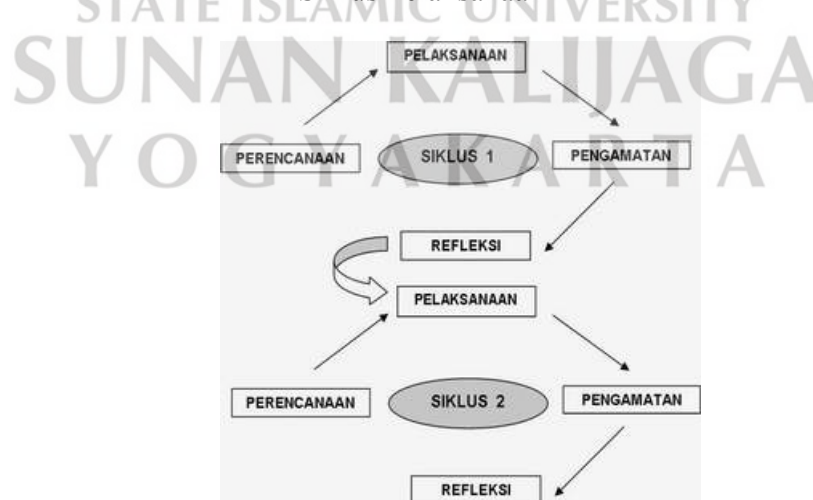 STATE ISLAMIC UNIVERSITY
SUNAN KALIJAGA
YOGYAKARTA
PELAKSANAAN
PERENCANAAN
SIKLUS 1
PENGAMATAN
REFLEKSI
PELAKSANAAN
PERENCANAAN
SIKLUS 2
PENGAMATAN
REFLEKSI